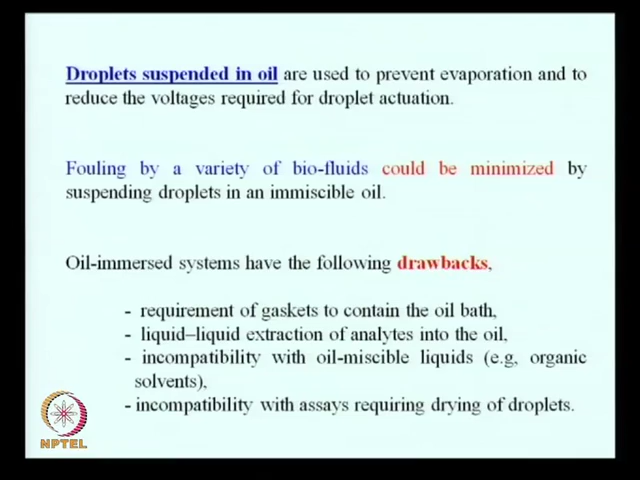 Droplets suspended in oil are used to prevent evaporation and to
reduce the voltages required for droplet actuation.
Fouling by a variety of bio-fluids could be minimized by
suspending droplets in an immiscible oil.
Oil-immersed systems have the following drawbacks,
- requirement of gaskets to contain the oil bath,
- liquid–liquid extraction of analytes into the oil,
- incompatibility with oil-miscible liquids (e.g, organic
solvents),
- incompatibility with assays requiring drying of droplets.
NPTEL